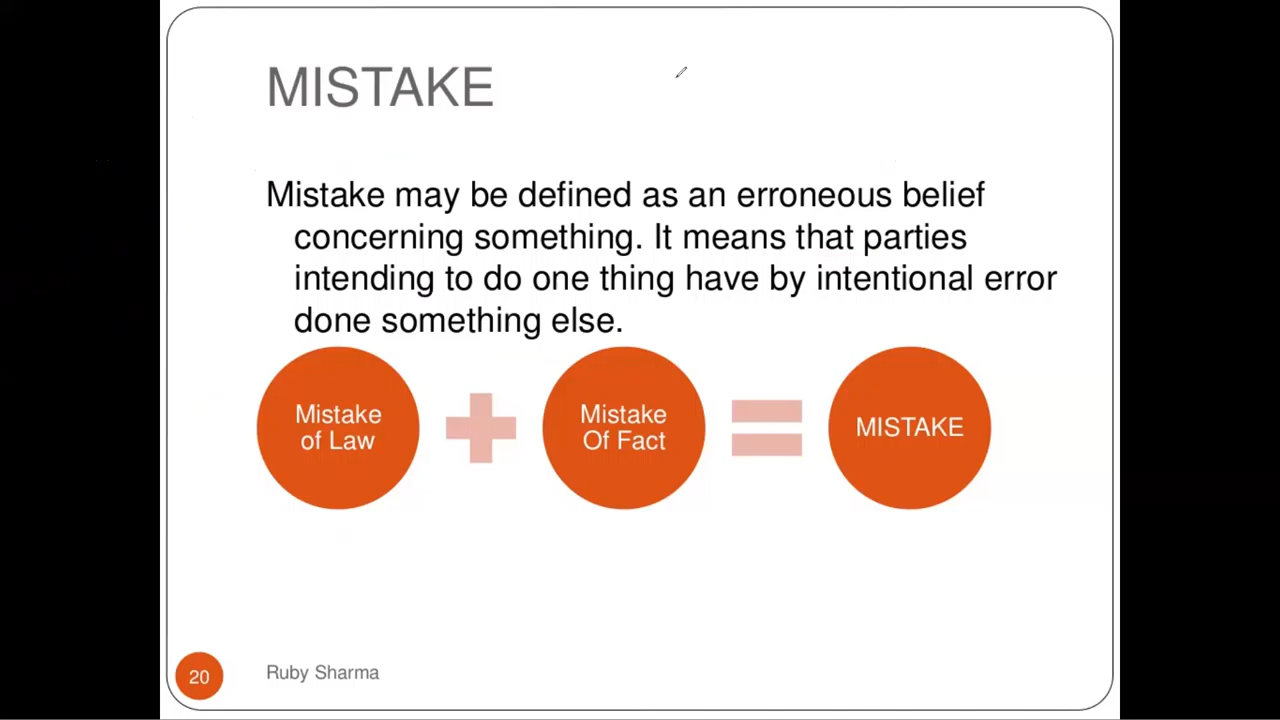 MISTAKE
Mistake may be defined as an erroneous belief
concerning something. It means that parties
intending to do one thing have by intentional error
done something else.
Mistake
of Law
Mistake
Of Fact
MISTAKE
20
Ruby Sharma